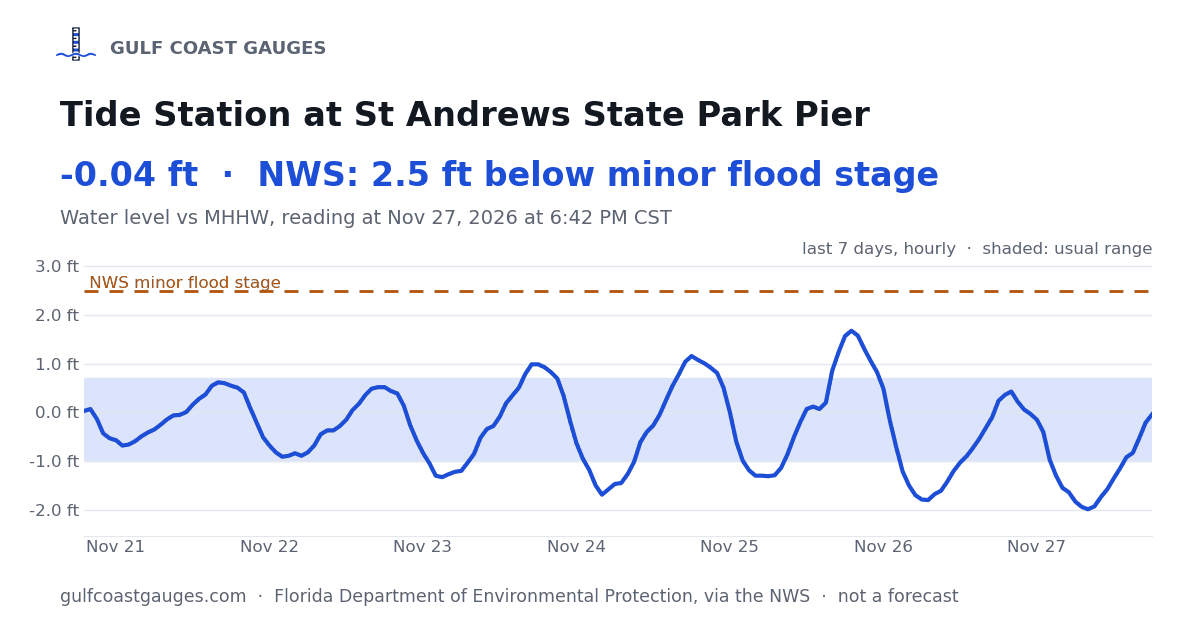 GULF COAST GAUGES
Tide Station at St Andrews State Park Pier
-0.04 ft · NWS: 2.5 ft below minor flood stage
Water level vs MHHW, reading at Nov 27, 2026 at 6:42 PM CST
last 7 days, hourly · shaded: usual range
3.0 ft
NWS minor flood stage
2.0 ft
1.0 ft
0.0 ft
-1.0 ft
-2.0 ft
Nov 21 Nov 22 Nov 23 Nov 24 Nov 25 Nov 26 Nov 27
gulfcoastgauges.com · Florida Department of Environmental Protection, via the NWS · not a forecast